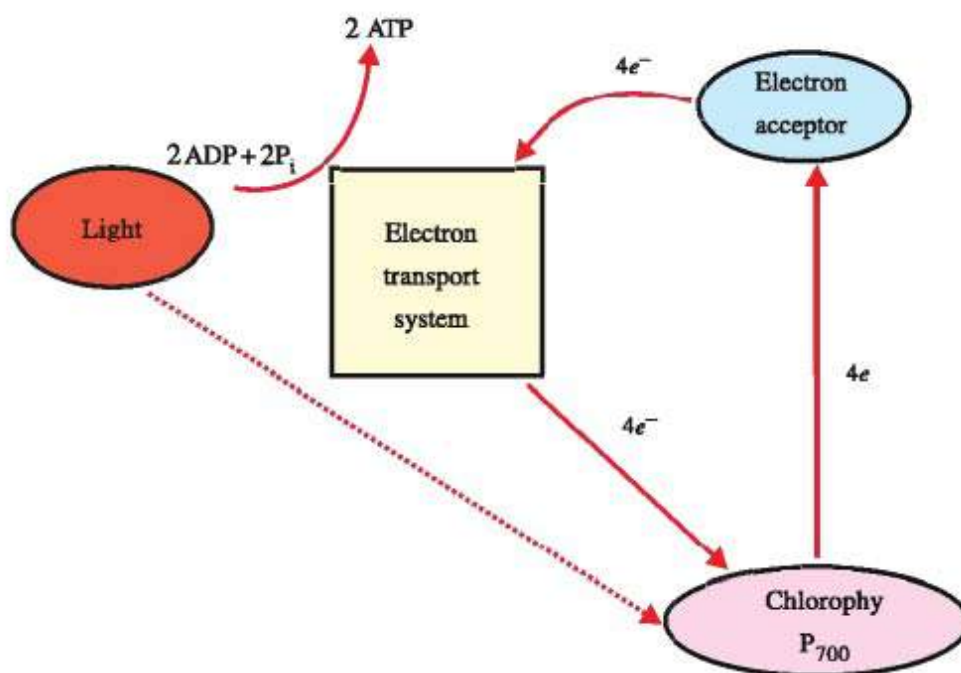 2 ATP
4e⁻
Electron
acceptor
2 ADP + 2Pᵢ
Light
Electron
transport
system
4e
4e⁻
Chlorophy
P₇₀₀